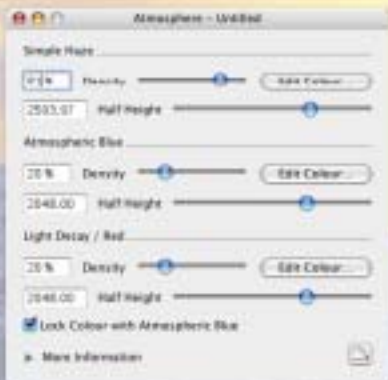 Atmosphere – Untitled
Simple Haze
Density Edit Colour...
2503.97 Half Height
Atmospheric Blue
20 % Density Edit Colour...
2048.00 Half Height
Light Decay / Red
20 % Density Edit Colour...
2048.00 Half Height
Lock Colour with Atmospheric Blue
More Information